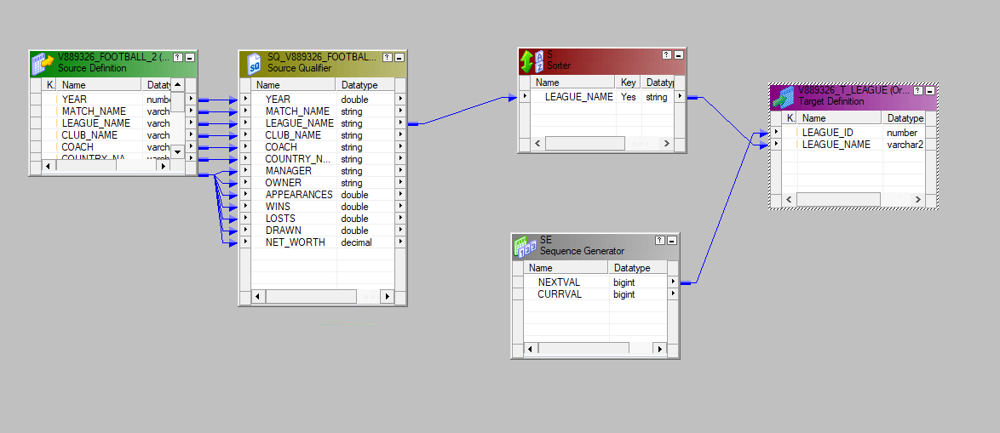 V889326_FOOTBALL_2 (...
Source Definition
K. Name Dataty
YEAR numbe
MATCH_NAME varch
LEAGUE_NAME varch
CLUB_NAME varch
COACH varch
COUNTRY_NA varch
SQ_V889326_FOOTBAL...
Source Qualifier
Name Datatype
YEAR double
MATCH_NAME string
LEAGUE_NAME string
CLUB_NAME string
COACH string
COUNTRY_N... string
MANAGER string
OWNER string
APPEARANCES double
WINS double
LOSTS double
DRAWN double
NET_WORTH decimal
S
Sorter
Name Key Datatyp
LEAGUE_NAME Yes string
SE
Sequence Generator
Name Datatype
NEXTVAL bigint
CURRVAL bigint
V889326_T_LEAGUE (Or...
Target Definition
K. Name Datatype
LEAGUE_ID number
LEAGUE_NAME varchar2